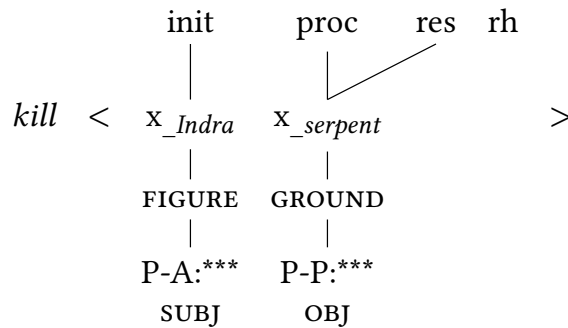 init proc res rh
kill < x_Indra x_serpent >
FIGURE GROUND
P-A:*** P-P:***
SUBJ OBJ